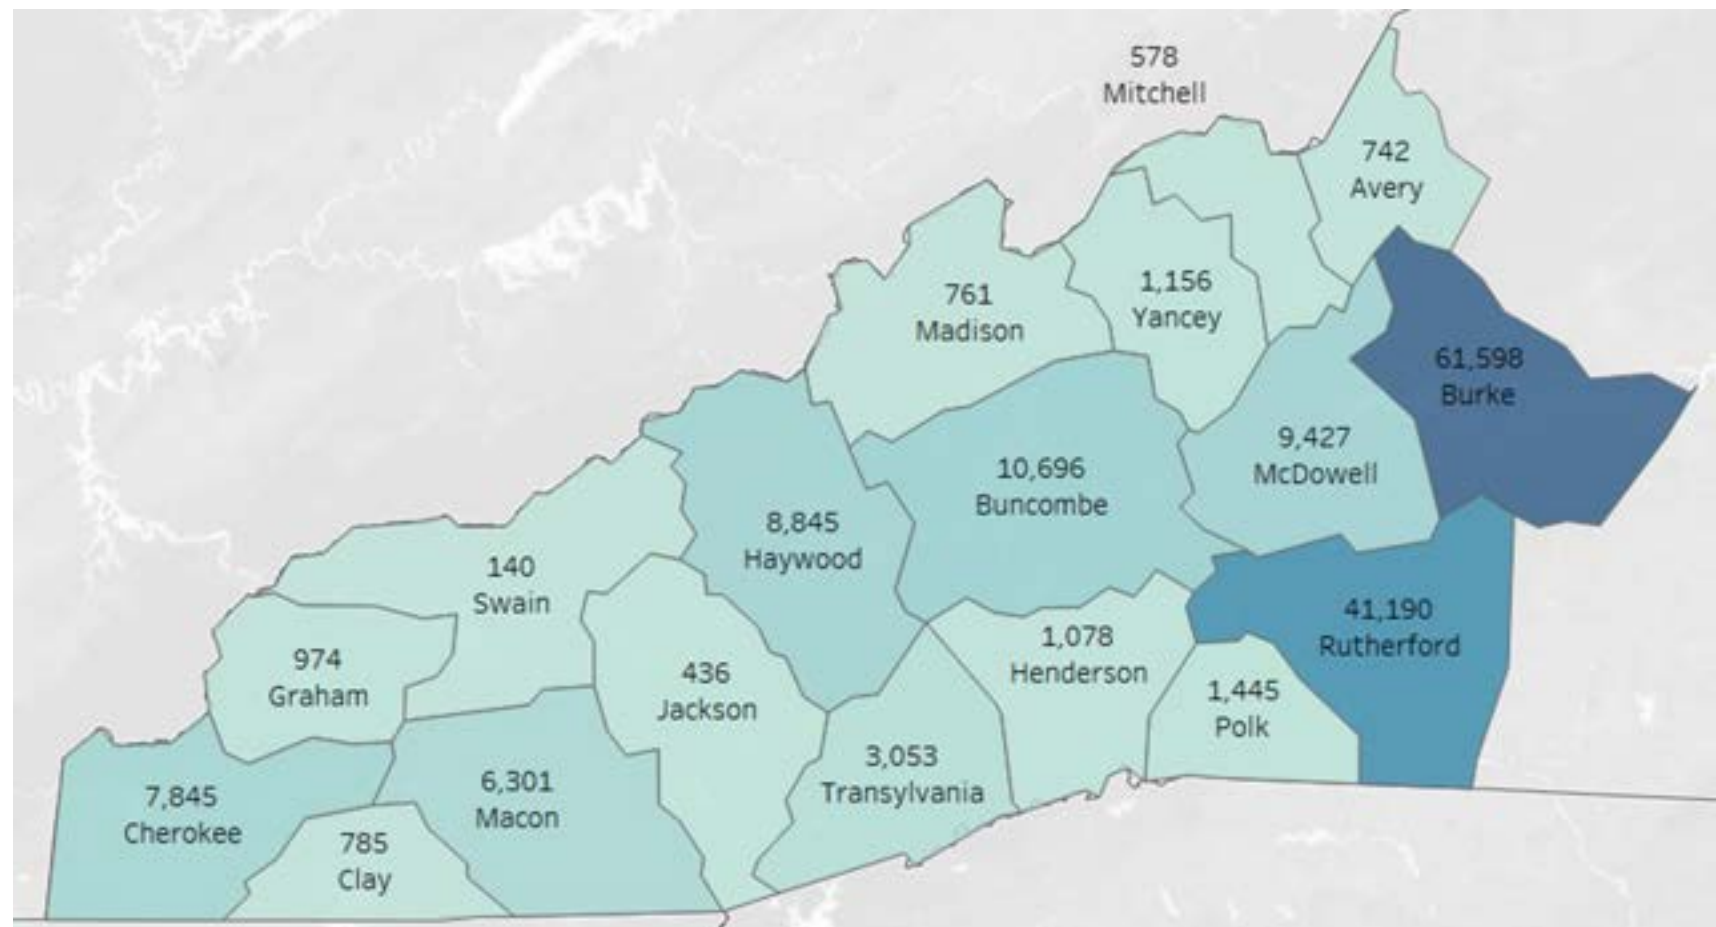 578
Mitchell
742
Avery
761
Madison
1,156
Yancey
61,598
Burke
9,427
McDowell
10,696
Buncombe
8,845
Haywood
140
Swain
41,190
Rutherford
1,078
Henderson
974
Graham
436
Jackson
1,445
Polk
3,053
Transylvania
6,301
Macon
7,845
Cherokee
785
Clay